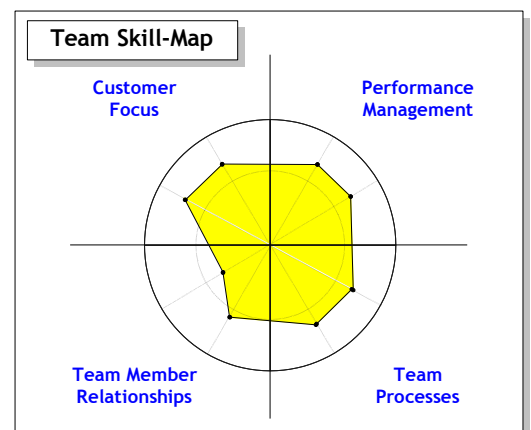 Team Skill-Map
Customer
Focus
Performance
Management
Team Member
Relationships
Team
Processes